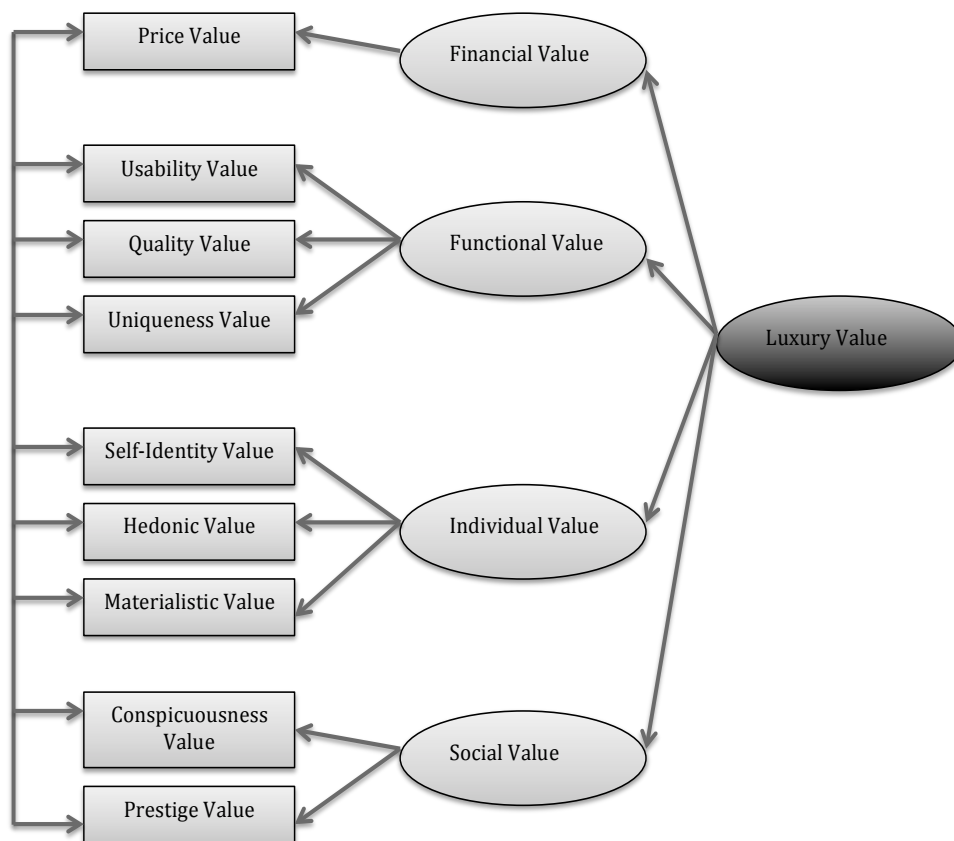 Price Value
Financial Value
Usability Value
Quality Value
Functional Value
Uniqueness Value
Luxury Value
Self-Identity Value
Hedonic Value
Individual Value
Materialistic Value
Conspicuousness
Value
Social Value
Prestige Value